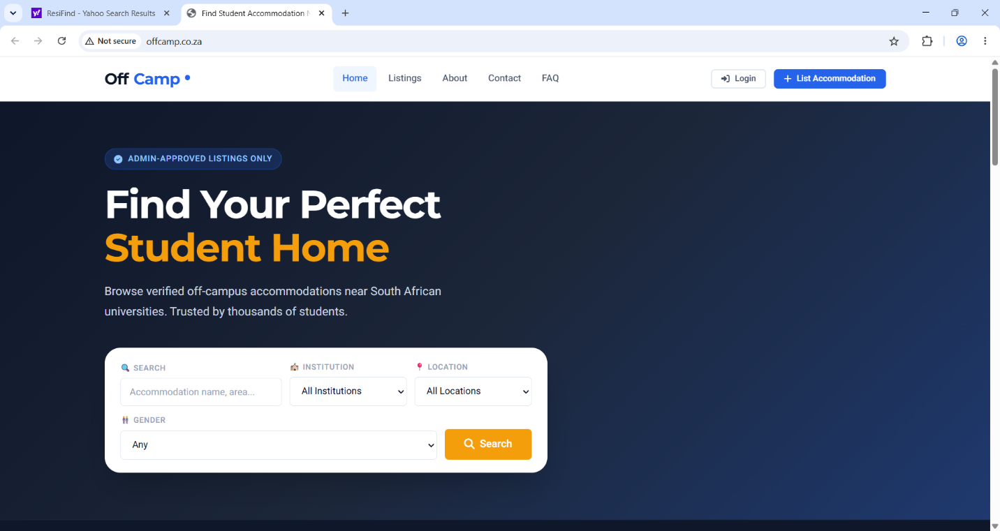 ResiFind - Yahoo Search Results
Find Student Accommodation
Not secure
offcamp.co.za
Off Camp
Home
Listings
About
Contact
FAQ
Login
List Accommodation
ADMIN-APPROVED LISTINGS ONLY
Find Your Perfect
Student Home
Browse verified off-campus accommodations near South African
universities. Trusted by thousands of students.
SEARCH
INSTITUTION
LOCATION
Accommodation name, area...
All Institutions
All Locations
GENDER
Any
Search